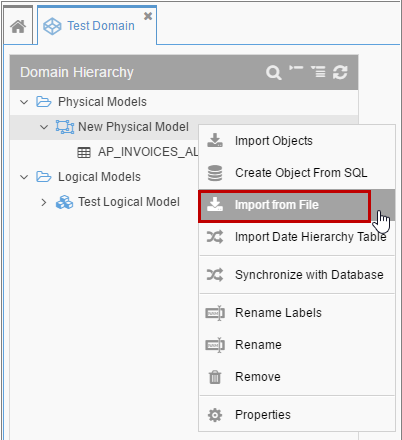 Test Domain
Domain Hierarchy
Physical Models
New Physical Model
AP_INVOICES_AL
Logical Models
Test Logical Model
Import Objects
Create Object From SQL
Import from File
Import Date Hierarchy Table
Synchronize with Database
Rename Labels
Rename
Remove
Properties